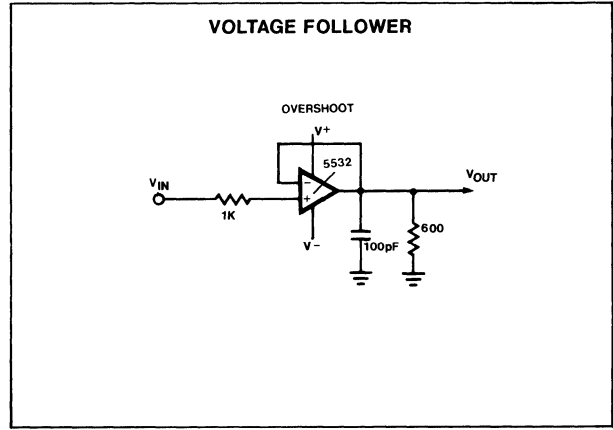 VOLTAGE FOLLOWER
OVERSHOOT
V+
5532
VIN
−
+
1K
VOUT
V−
100pF
600